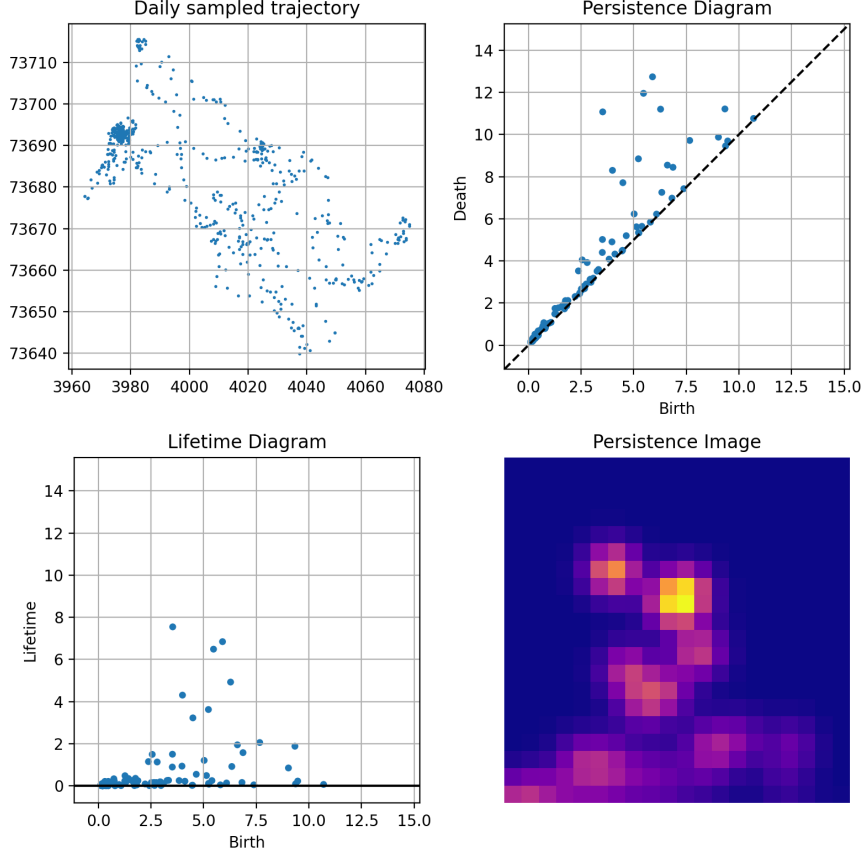 Daily sampled trajectory
73710
73700
73690
73680
73670
73660
73650
73640
3960 3980 4000 4020 4040 4060 4080
Persistence Diagram
Death
14
12
10
8
6
4
2
0
0.0 2.5 5.0 7.5 10.0 12.5 15.0
Birth
Lifetime Diagram
Lifetime
14
12
10
8
6
4
2
0
0.0 2.5 5.0 7.5 10.0 12.5 15.0
Birth
Persistence Image